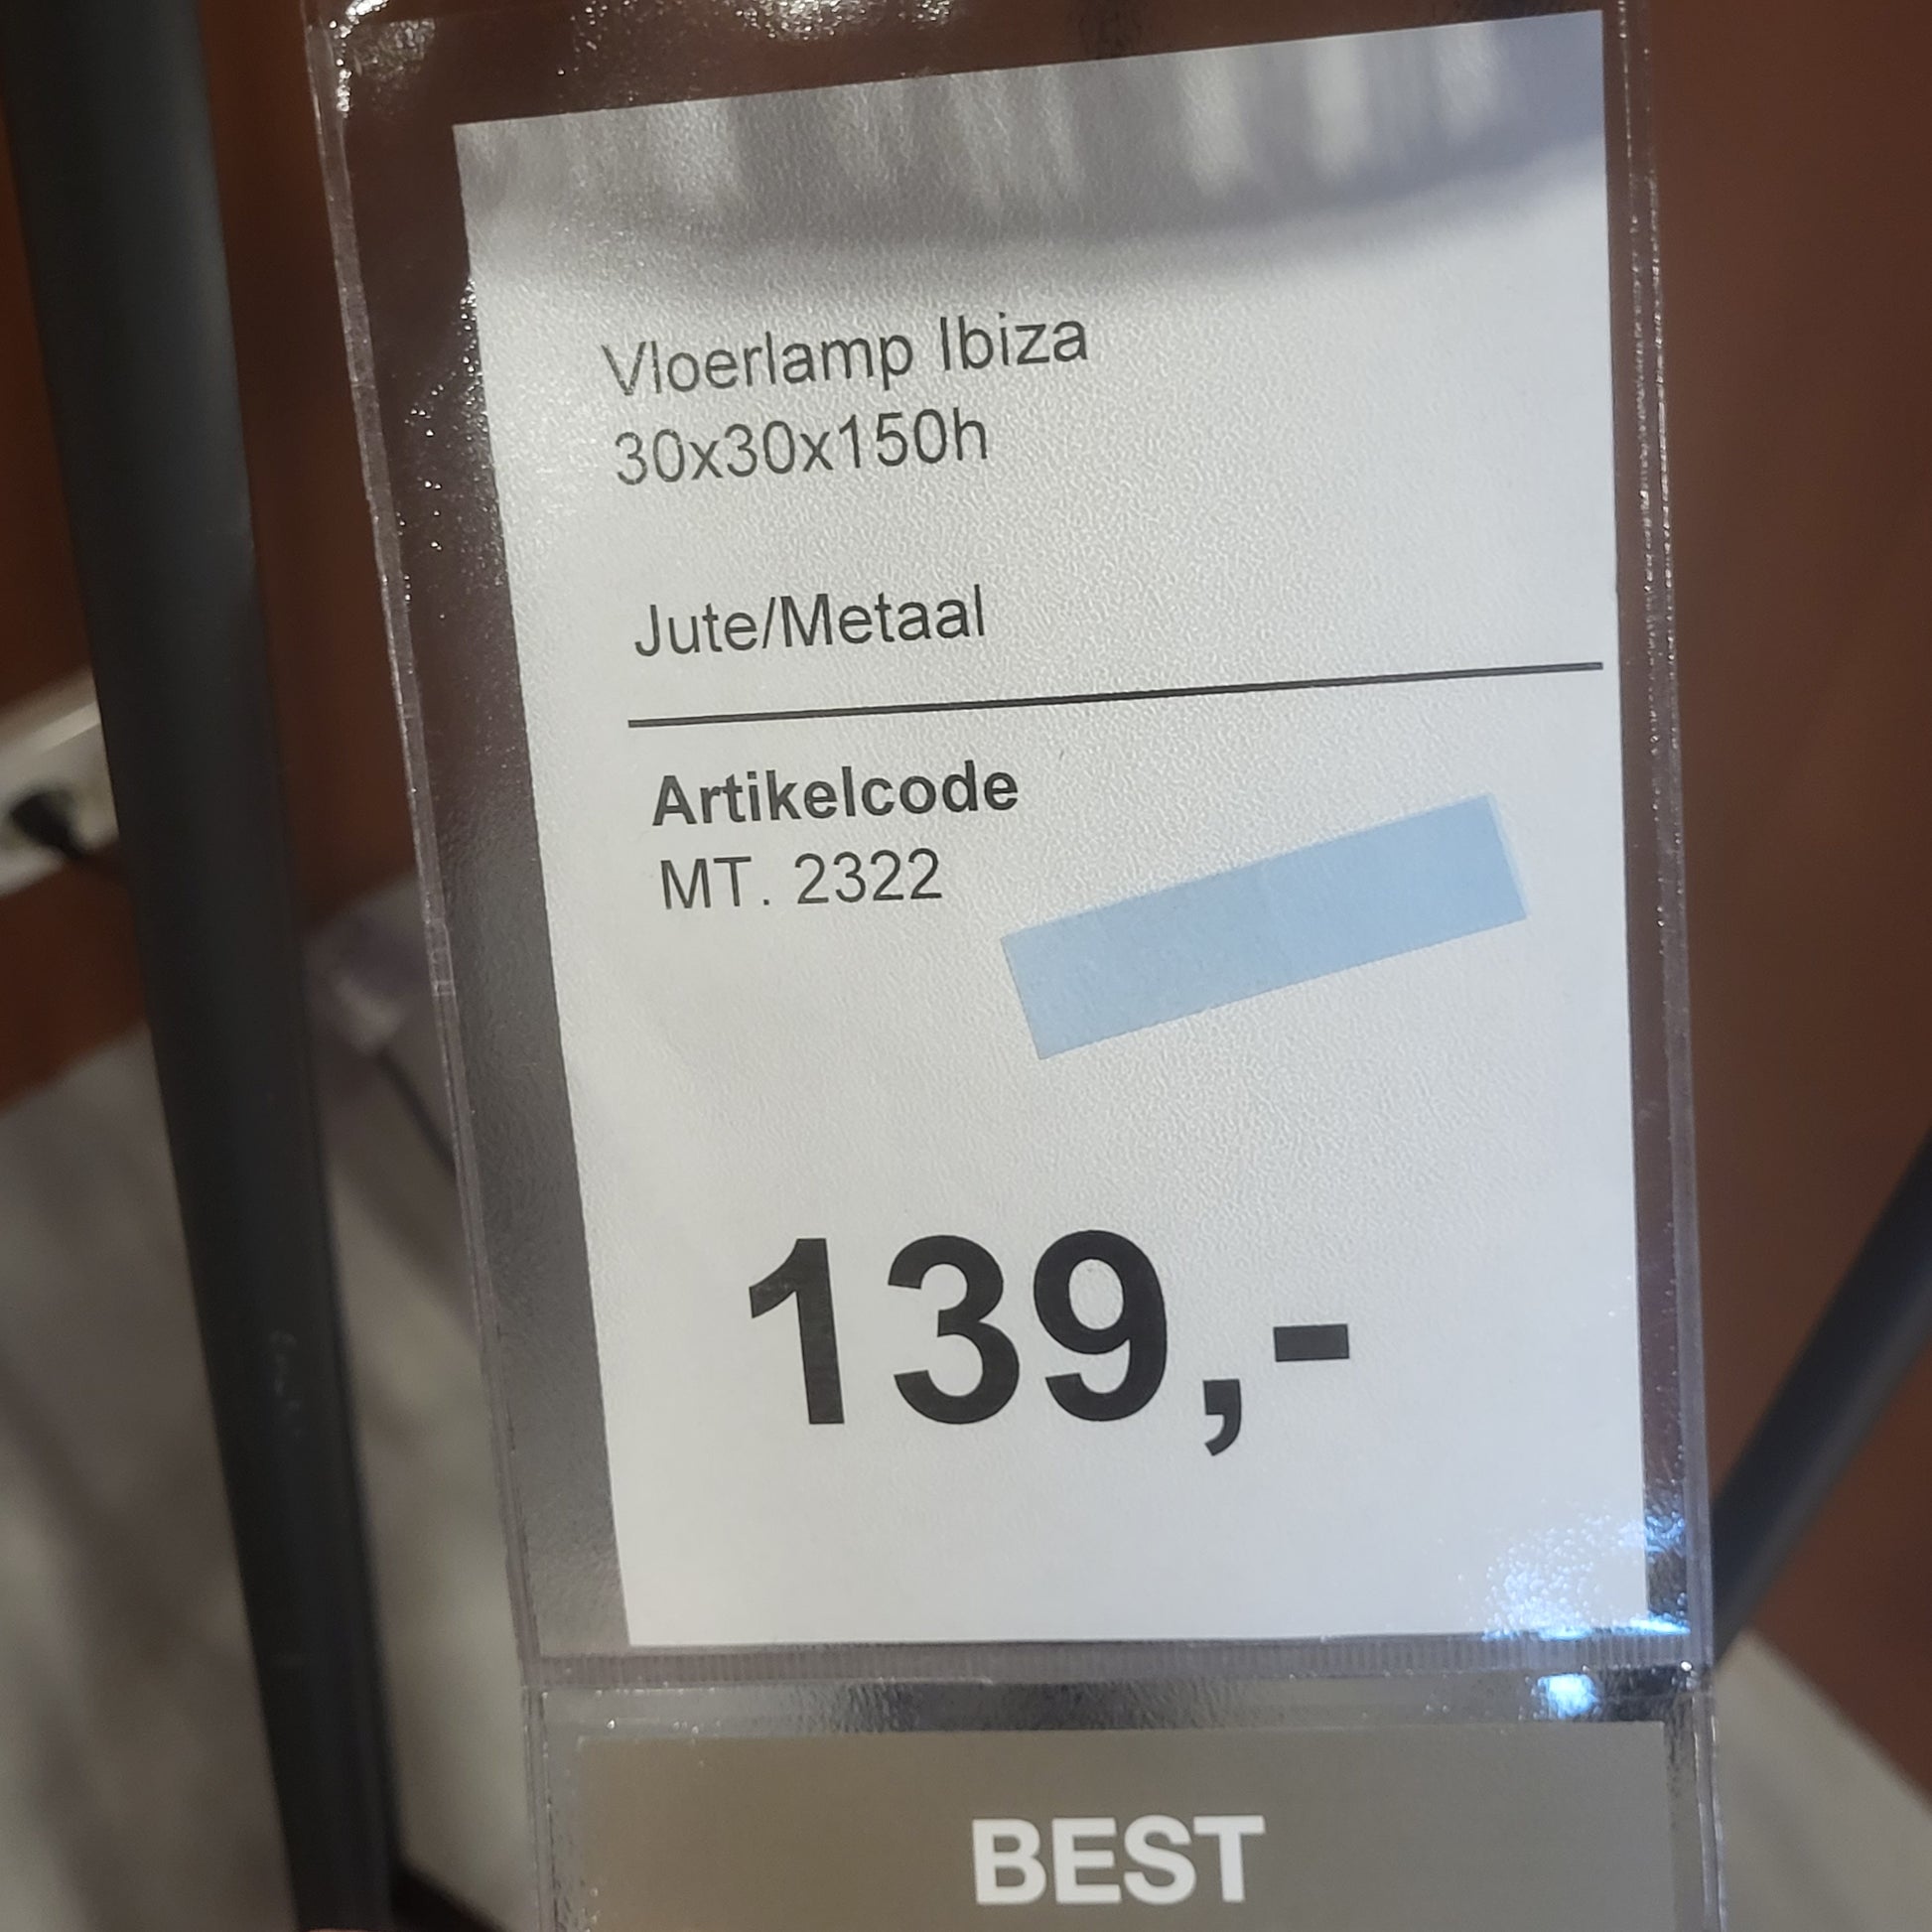 Vloerlamp Ibiza
30x30x150h
Jute/Metaal
Artikelcode
MT. 2322
139,-
BEST